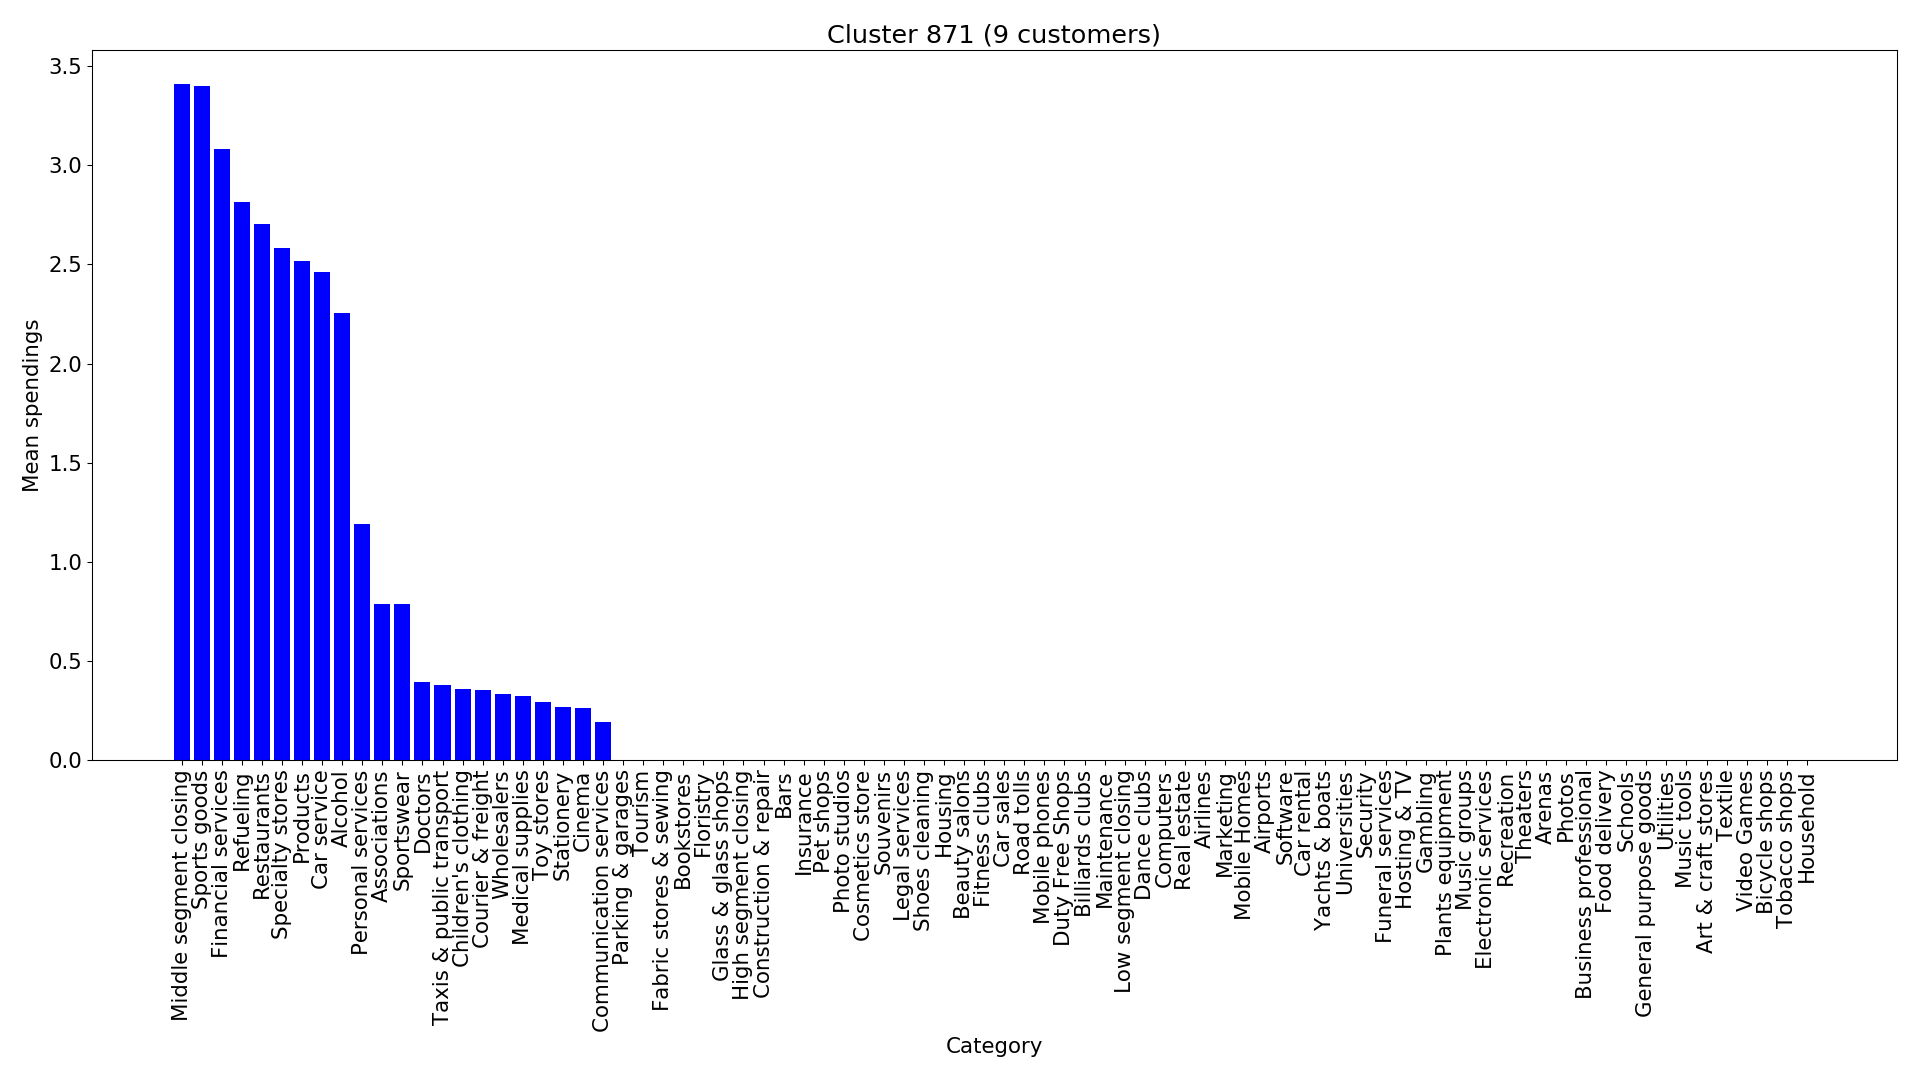 Cluster 871 (9 customers)
3.5
3.0
2.5
2.0
1.5
1.0
0.5
0.0
Mean spendings
Middle segment closing
Sports goods
Financial services
Refueling
Restaurants
Specialty stores
Products
Car service
Alcohol
Personal services
Associations
Sportswear
Doctors
Taxis & public transport
Children's clothing
Courier & freight
Wholesalers
Medical supplies
Toy stores
Stationery
Cinema
Communication services
Parking & garages
Tourism
Fabric stores & sewing
Bookstores
Floristry
Glass & glass shops
High segment closing
Construction & repair
Bars
Insurance
Pet shops
Photo studios
Cosmetics store
Souvenirs
Legal services
Shoes cleaning
Housing
Beauty salons
Fitness clubs
Car sales
Road tolls
Mobile phones
Duty Free Shops
Billiards clubs
Maintenance
Low segment closing
Dance clubs
Computers
Real estate
Airlines
Marketing
Mobile Homes
Airports
Software
Car rental
Yachts & boats
Universities
Security
Funeral services
Hosting & TV
Gambling
Plants equipment
Music groups
Electronic services
Recreation
Theaters
Arenas
Photos
Business professional
Food delivery
Schools
General purpose goods
Utilities
Music tools
Art & craft stores
Textile
Video Games
Bicycle shops
Tobacco shops
Household
Category